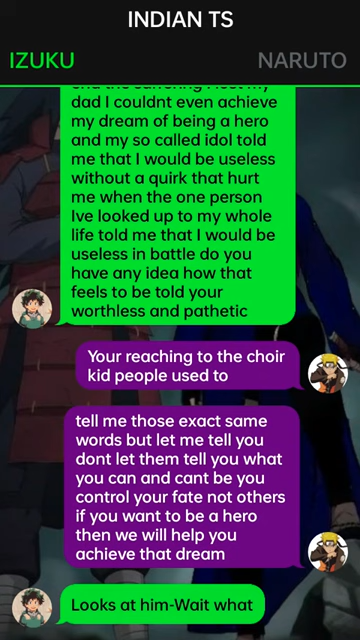 INDIAN TS
IZUKU
NARUTO
dad I couldnt even achieve
my dream of being a hero
and my so called idol told
me that I would be useless
without a quirk that hurt
me when the one person
Ive looked up to my whole
life told me that I would be
useless in battle do you
have any idea how that
feels to be told your
worthless and pathetic
Your reaching to the choir
kid people used to
tell me those exact same
words but let me tell you
dont let them tell you what
you can and cant be you
control your fate not others
if you want to be a hero
then we will help you
achieve that dream
Looks at him-Wait what